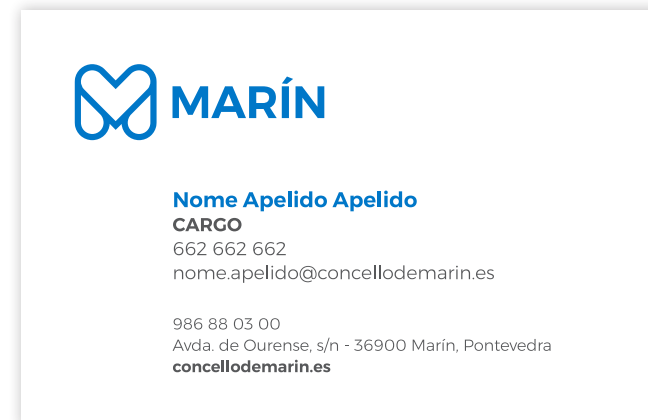 MARÍN
Nome Apelido Apelido
CARGO
662 662 662
nome.apelido@concellodemarin.es
986 88 03 00
Avda. de Ourense, s/n - 36900 Marín, Pontevedra
concellodemarin.es